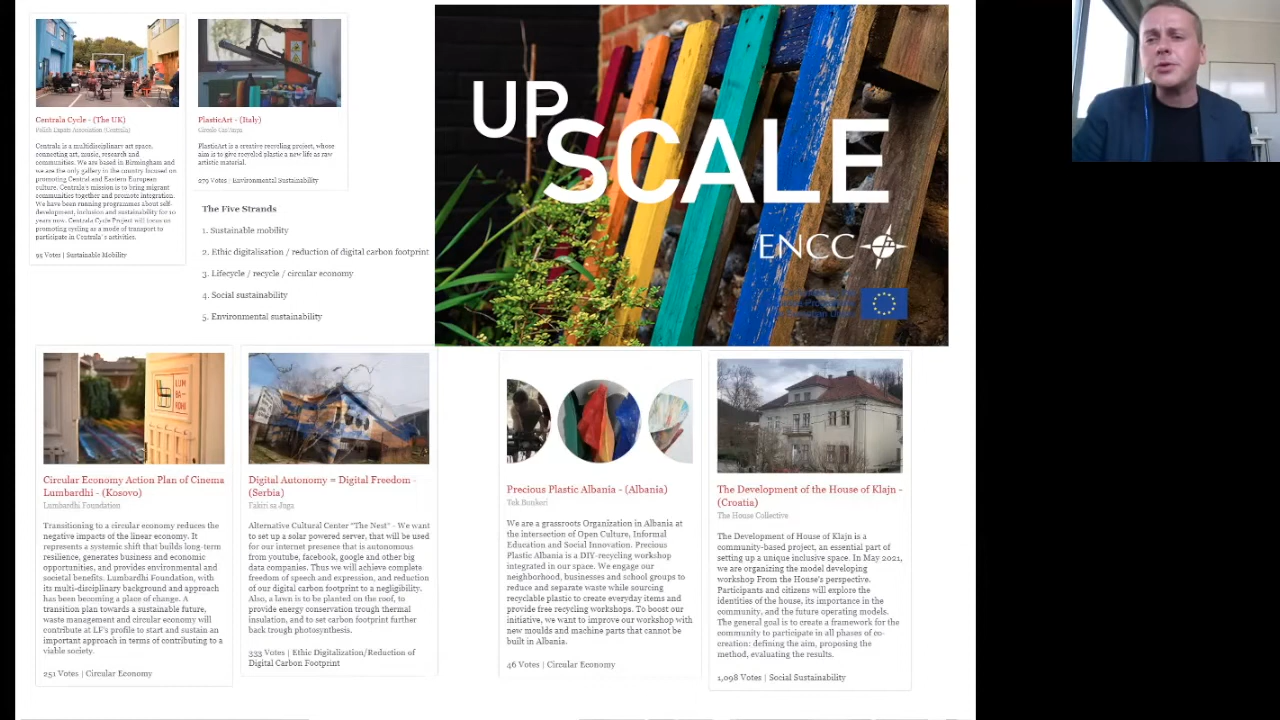 Centrala Cycle - (The UK)
Polish Expats Association (Centrala)
Centrala is a multidisciplinary art space,
connecting art, music, research and
communities. We are based in Birmingham and
we are the only gallery in the country focused on
promoting Central and Eastern European
culture. Centrala's mission is to bring migrant
communities together and promote integration.
We have been running programmes about self-
development, inclusion and sustainability for 10
years now. Centrala Cycle Project will focus on
promoting cycling as a mode of transport to
participate in Centrala`s activities.
95 Votes | Sustainable Mobility
PlasticArt - (Italy)
PlasticArt is a creative recycling project, whose
aim is to give recycled plastic a new life as raw
artistic material.
279 Votes | Environmental Sustainability
The Five Strands
1. Sustainable mobility
2. Ethic digitalisation / reduction of digital carbon footprint
3. Lifecycle / recycle / circular economy
4. Social sustainability
5. Environmental sustainability
UP
SCALE
ENCC
Circular Economy Action Plan of Cinema
Lumbardhi - (Kosovo)
Lumbardhi Foundation
Transitioning to a circular economy reduces the
negative impacts of the linear economy. It
represents a systemic shift that builds long-term
resilience, generates business and economic
opportunities, and provides environmental and
societal benefits. Lumbardhi Foundation, with
its multi-disciplinary background and approach
has been becoming a place of change. A
transition plan towards a sustainable future,
waste management and circular economy will
contribute at LF's profile to start and sustain an
important approach in terms of contributing to a
viable society.
251 Votes | Circular Economy
Digital Autonomy = Digital Freedom -
(Serbia)
Fakiri sa Juga
Alternative Cultural Center "The Nest" - We want
to set up a solar powered server, that will be used
for our internet presence that is autonomous
from youtube, facebook, google and other big
data companies. Thus we will achieve complete
freedom of speech and expression, and reduction
of our digital carbon footprint to a negligibility.
Also, a lawn is to be planted on the roof, to
provide energy conservation trough thermal
insulation, and to set carbon footprint further
back trough photosynthesis.
333 Votes | Ethic Digitalization/Reduction of
Digital Carbon Footprint
Precious Plastic Albania - (Albania)
Tek Bunkeri
We are a grassroots Organization in Albania at
the intersection of Open Culture, Informal
Education and Social Innovation. Precious
Plastic Albania is a DIY-recycling workshop
integrated in our space. We engage our
neighborhood, businesses and school groups to
reduce and separate waste while sourcing
recyclable plastic to create everyday items and
provide free recycling workshops. To boost our
initiative, we want to improve our workshop with
new moulds and machine parts that cannot be
built in Albania.
46 Votes | Circular Economy
The Development of the House of Klajn -
(Croatia)
The House Collective
The Development of House of Klajn is a
community-based project, an essential part of
setting up a unique inclusive space. In May 2021,
we are organizing the model developing
workshop From the House's perspective.
Participants and citizens will explore the
identities of the house, its importance in the
community, and the future operating models.
The general goal is to create a framework for the
community to participate in all phases of co-
creation: defining the aim, proposing the
method, evaluating the results.
1,098 Votes | Social Sustainability